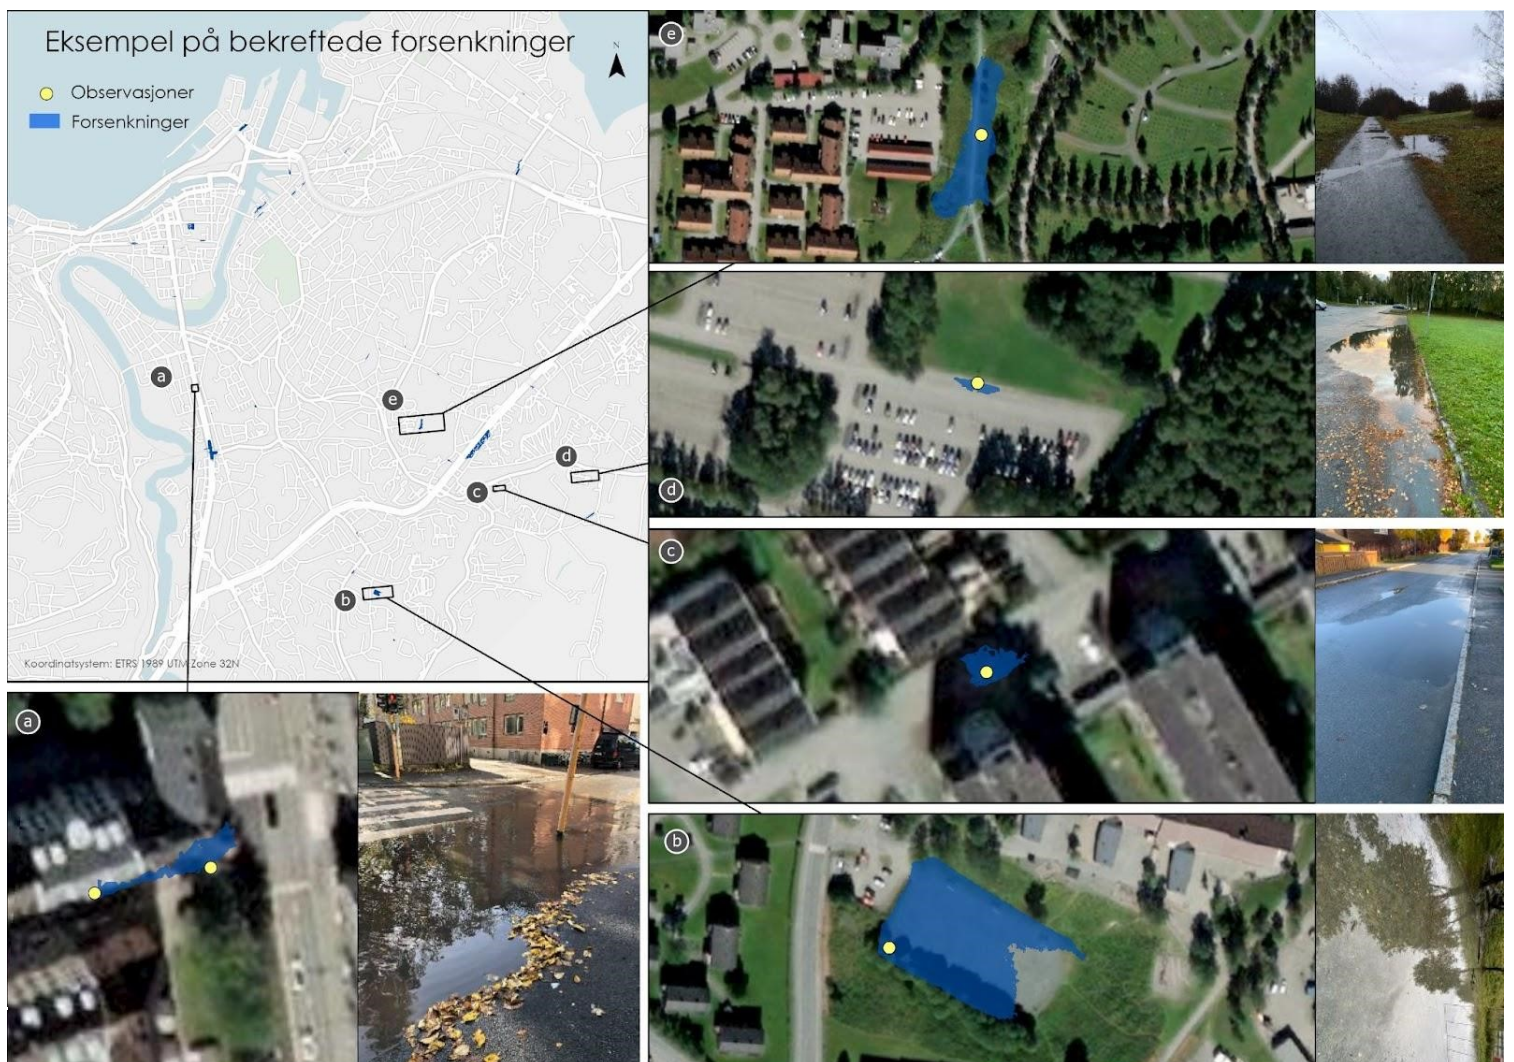 Eksempel på bekreftede forsenkninger
N
Observasjoner
Forsenkninger
a
e
d
c
b
Koordinatsystem: ETRS 1989 UTM Zone 32N
e
d
c
b
a